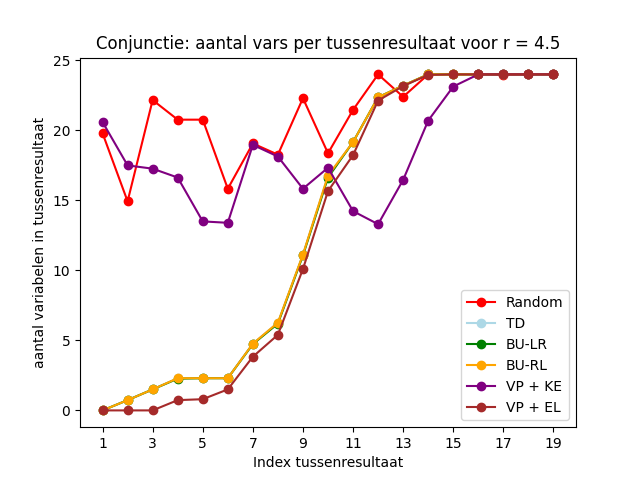 Conjunctie: aantal vars per tussenresultaat voor r = 4.5
25
20
15
10
5
0
aantal variabelen in tussenresultaat
1 3 5 7 9 11 13 15 17 19
Index tussenresultaat
Random
TD
BU-LR
BU-RL
VP + KE
VP + EL